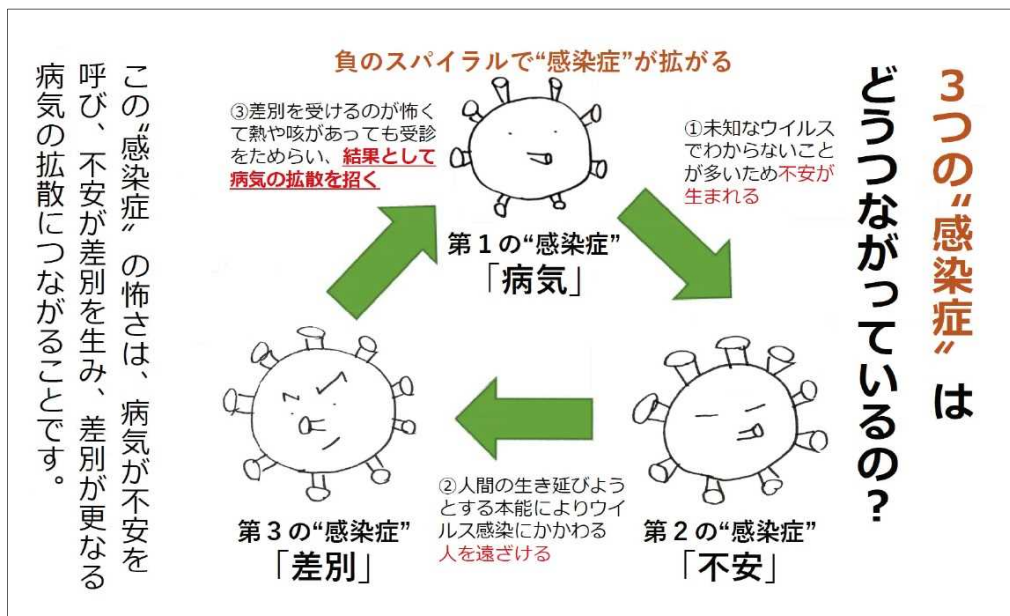 3つの〝感染症〟は
どうつながっているの？
負のスパイラルで“感染症”が拡がる
①未知なウイルス
でわからないこと
が多いため不安が
生まれる
第１の“感染症”
「病気」
第２の“感染症”
「不安」
②人間の生き延びよう
とする本能によりウイ
ルス感染にかかわる
人を遠ざける
第３の“感染症”
「差別」
③差別を受けるのが怖く
て熱や咳があっても受診
をためらい、結果として
病気の拡散を招く
この〝感染症〟の怖さは、病気が不安を
呼び、不安が差別を生み、差別が更なる
病気の拡散につながることです。